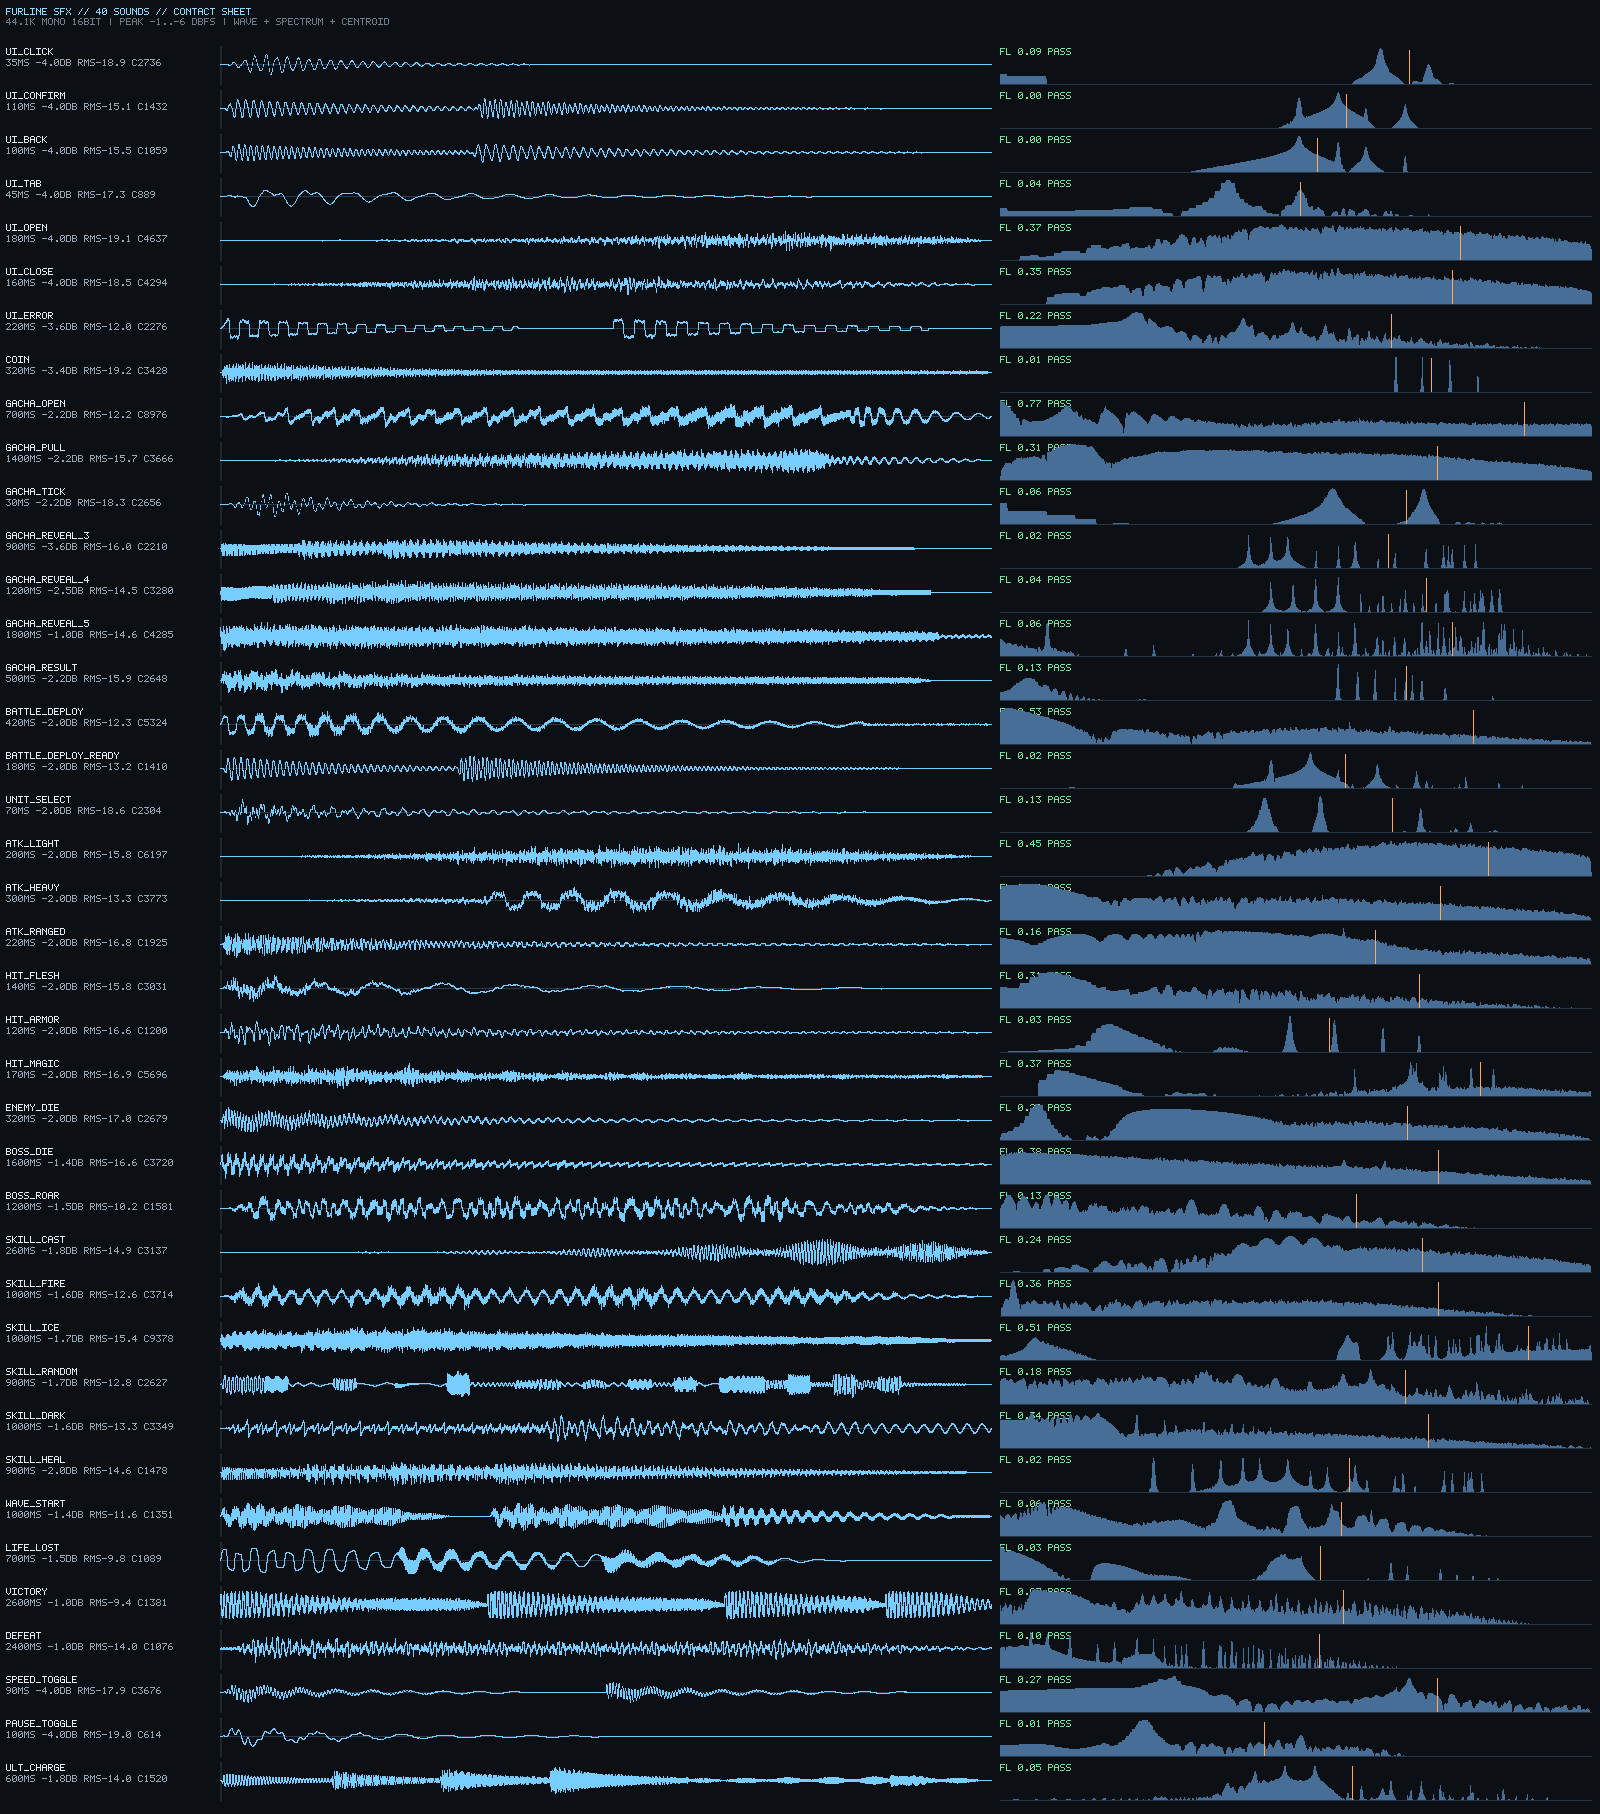 FURLINE SFX // 40 SOUNDS // CONTACT SHEET
44.1K MONO 16BIT | PEAK -1..-6 DBFS | WAVE + SPECTRUM + CENTROID
UI_CLICK
35MS -4.0DB RMS-18.9 C2736
FL 0.09 PASS
UI_CONFIRM
110MS -4.0DB RMS-15.1 C1432
FL 0.00 PASS
UI_BACK
100MS -4.0DB RMS-15.5 C1059
FL 0.00 PASS
UI_TAB
45MS -4.0DB RMS-17.3 C889
FL 0.04 PASS
UI_OPEN
180MS -4.0DB RMS-19.1 C4637
FL 0.37 PASS
UI_CLOSE
160MS -4.0DB RMS-18.5 C4294
FL 0.35 PASS
UI_ERROR
220MS -3.6DB RMS-12.0 C2276
FL 0.22 PASS
COIN
320MS -3.4DB RMS-19.2 C3428
FL 0.01 PASS
GACHA_OPEN
700MS -2.2DB RMS-12.2 C8976
FL 0.77 PASS
GACHA_PULL
1400MS -2.2DB RMS-15.7 C3666
FL 0.31 PASS
GACHA_TICK
30MS -2.2DB RMS-18.3 C2656
FL 0.06 PASS
GACHA_REVEAL_3
900MS -3.6DB RMS-16.0 C2210
FL 0.02 PASS
GACHA_REVEAL_4
1200MS -2.5DB RMS-14.5 C3280
FL 0.04 PASS
GACHA_REVEAL_5
1800MS -1.0DB RMS-14.6 C4285
FL 0.06 PASS
GACHA_RESULT
500MS -2.2DB RMS-15.9 C2648
FL 0.13 PASS
BATTLE_DEPLOY
420MS -2.0DB RMS-12.3 C5324
PASS
BATTLE_DEPLOY_READY
180MS -2.0DB RMS-13.2 C1410
FL 0.02 PASS
UNIT_SELECT
70MS -2.0DB RMS-18.6 C2304
FL 0.13 PASS
ATK_LIGHT
200MS -2.0DB RMS-15.8 C6197
FL 0.45 PASS
ATK_HEAVY
300MS -2.0DB RMS-13.3 C3773
PASS
ATK_RANGED
220MS -2.0DB RMS-16.8 C1925
FL 0.16 PASS
HIT_FLESH
140MS -2.0DB RMS-15.8 C3031
FL PASS
HIT_ARMOR
120MS -2.0DB RMS-16.6 C1200
FL 0.03 PASS
HIT_MAGIC
170MS -2.0DB RMS-16.9 C5696
FL 0.37 PASS
ENEMY_DIE
320MS -2.0DB RMS-17.0 C2679
FL PASS
BOSS_DIE
1600MS -1.4DB RMS-16.6 C3720
FL 0.38 PASS
BOSS_ROAR
1200MS -1.5DB RMS-10.2 C1581
FL 0.13 PASS
SKILL_CAST
260MS -1.8DB RMS-14.9 C3137
FL 0.24 PASS
SKILL_FIRE
1000MS -1.6DB RMS-12.6 C3714
FL 0.36 PASS
SKILL_ICE
1000MS -1.7DB RMS-15.4 C9378
FL 0.51 PASS
SKILL_RANDOM
900MS -1.7DB RMS-12.8 C2627
FL 0.18 PASS
SKILL_DARK
1000MS -1.6DB RMS-13.3 C3349
FL 0.34 PASS
SKILL_HEAL
900MS -2.0DB RMS-14.6 C1478
FL 0.02 PASS
WAVE_START
1000MS -1.4DB RMS-11.6 C1351
FL 0.06 PASS
LIFE_LOST
700MS -1.5DB RMS-9.8 C1089
FL 0.03 PASS
VICTORY
2600MS -1.0DB RMS-9.4 C1381
FL PASS
DEFEAT
2400MS -1.0DB RMS-14.0 C1076
FL 0.10 PASS
SPEED_TOGGLE
90MS -4.0DB RMS-17.9 C3676
FL 0.27 PASS
PAUSE_TOGGLE
100MS -4.0DB RMS-19.0 C614
FL 0.01 PASS
ULT_CHARGE
600MS -1.8DB RMS-14.0 C1520
FL 0.05 PASS